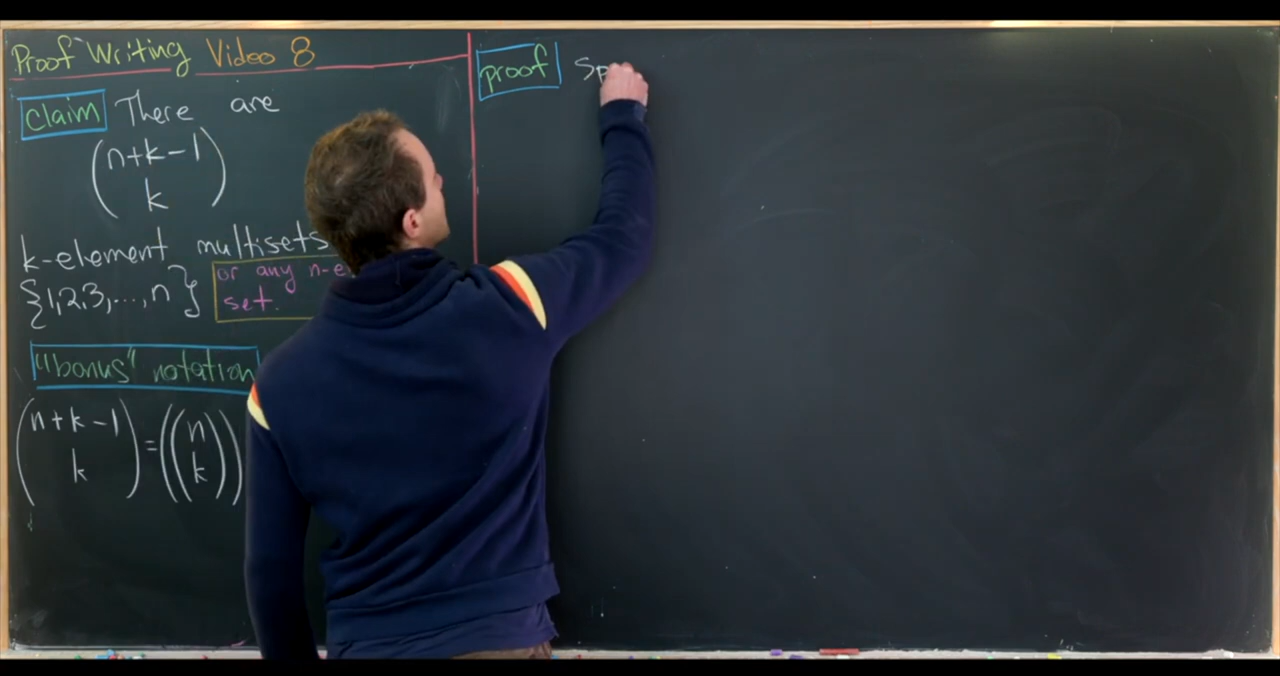 Proof Writing Video 8
claim There are
(n+k-1
k)
k-element multisets
{1,2,3,...,n} or any n-e
set.
"bonus" notation
(n+k-1
k) = ((n
k))
proof Sp